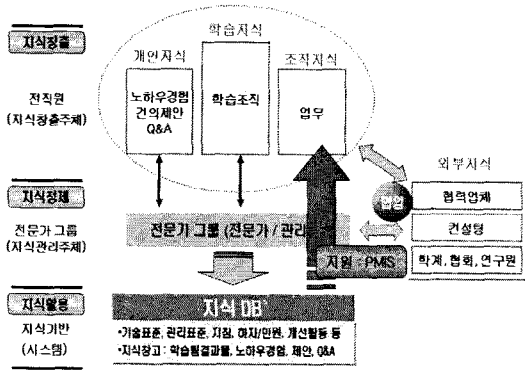 지식창출
전직원
(지식창출주체)
학습지식
개인지식
조직지식
노하우경험
건의제안
Q&A
학습조직
업무
외부지식
협력업체
컨설팅
학계, 협회, 연구원
지식정제
전문가 그룹
(지식관리주체)
전문가 그룹 (전문가 / 관리
지원 : PMIS
지식활용
지식기반
(시스템)
지식 DB
•기술표준, 관리표준, 지침, 하자/민원, 개선활동 등
•지식창고 : 학습팀결과물, 노하우경험, 제안, Q&A